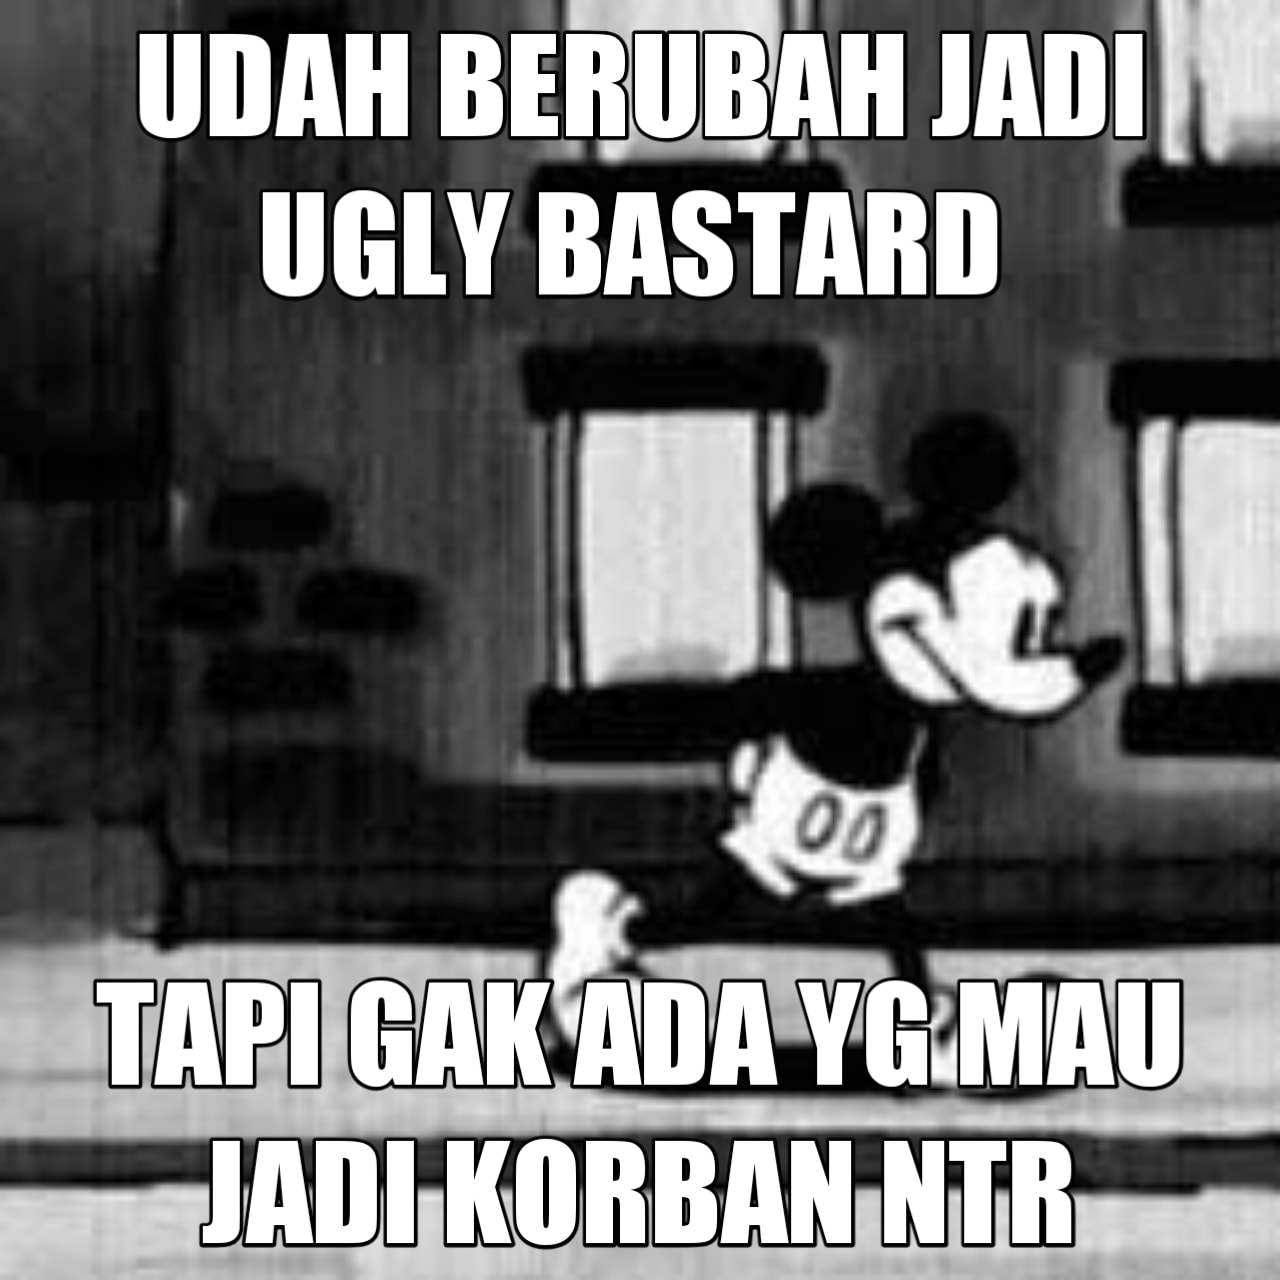 UDAH BERUBAH JADI
UGLY BASTARD
TAPI GAK ADA YG MAU
JADI KORBAN NTR